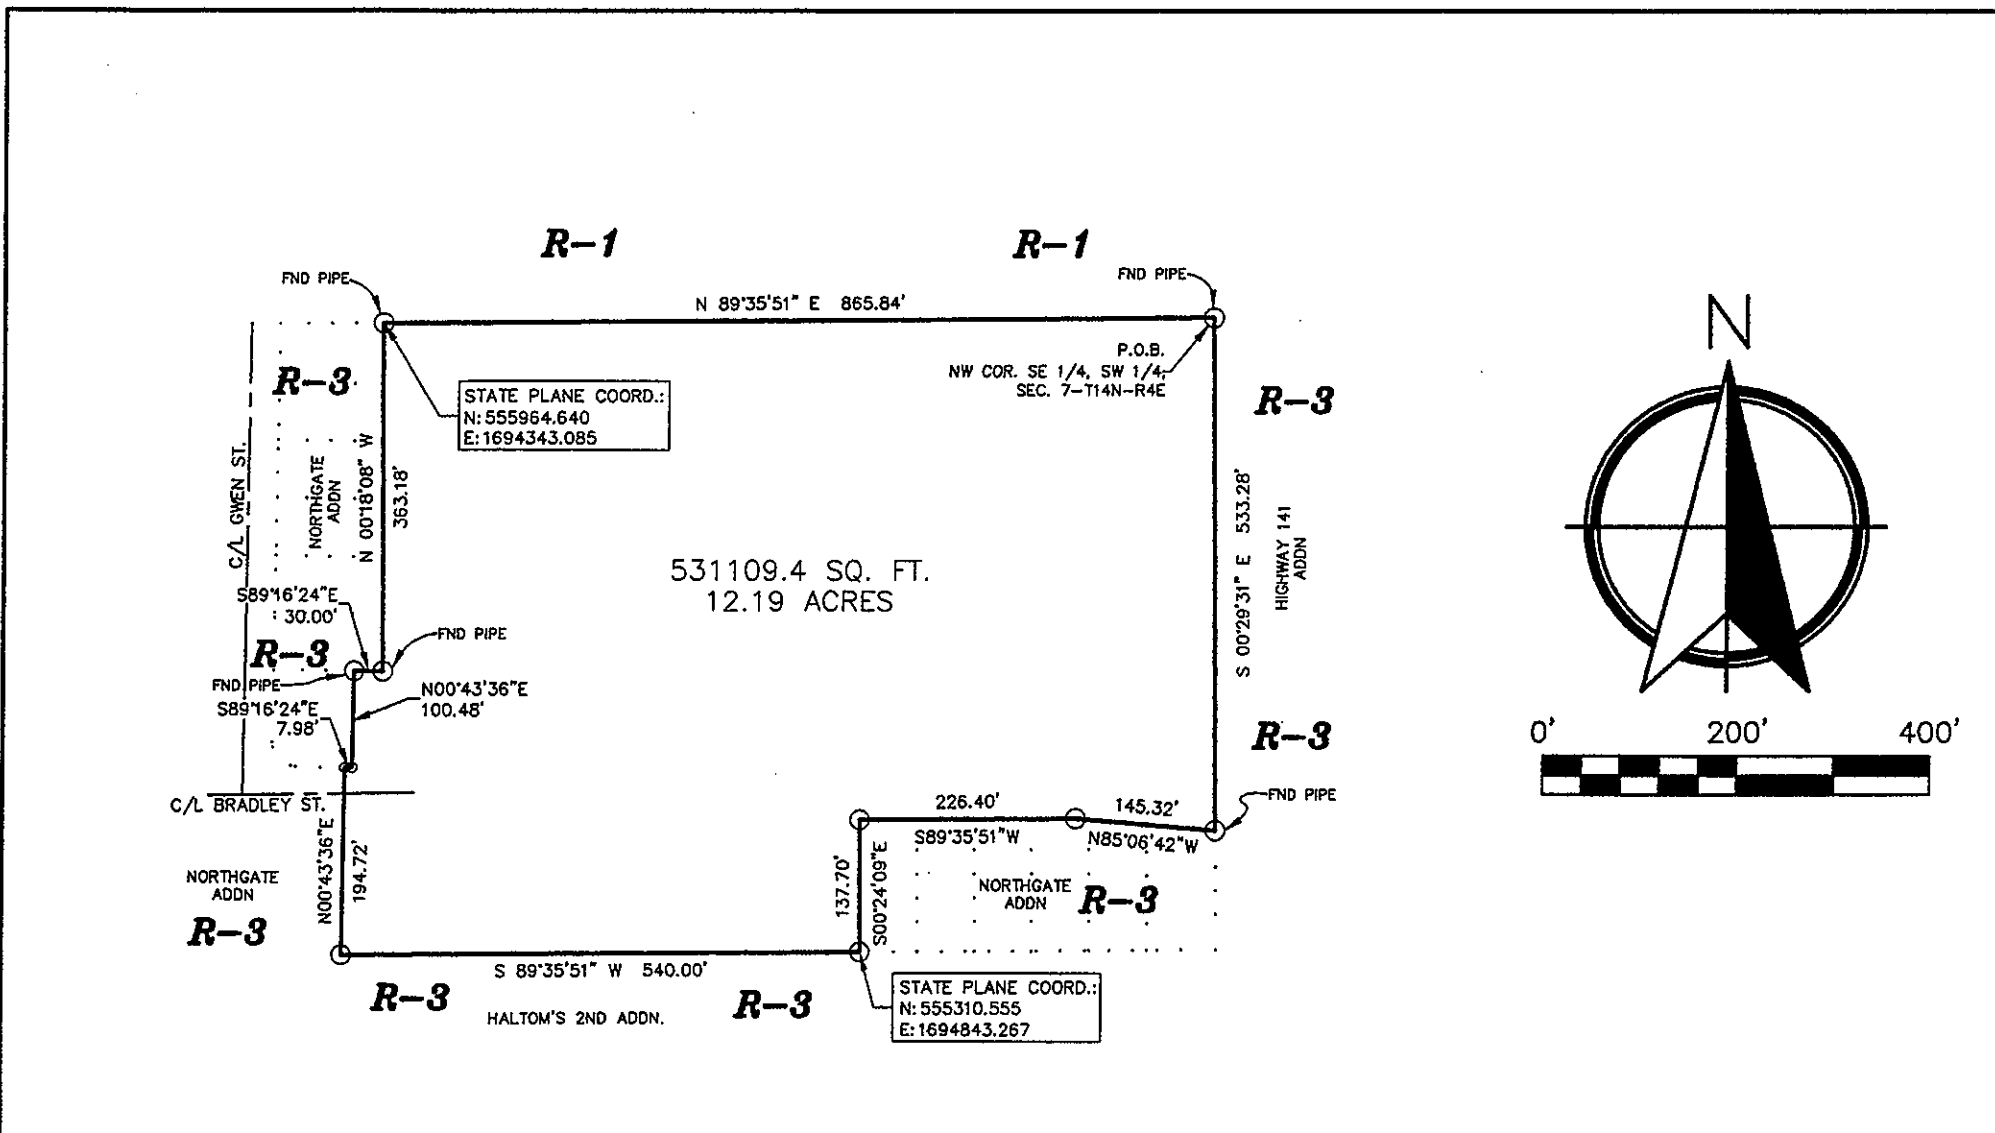 R-1
R-1
FND PIPE
FND PIPE
N 89°35'51" E 865.84'
P.O.B.
NW COR. SE 1/4, SW 1/4,
SEC. 7-T14N-R4E
R-3
STATE PLANE COORD.:
N:555964.640
E:1694343.085
R-3
N
C/L GWEN ST.
NORTHGATE
ADDN
N 00°18'08" W
363.18'
531109.4 SQ. FT.
12.19 ACRES
S 00°29'31" E 533.28'
HIGHWAY 141
ADDN
S89°16'24"E
30.00'
R-3
FND PIPE
FND PIPE
N00°43'36"E
100.48'
S89°16'24"E
7.98'
R-3
0' 200' 400'
C/L BRADLEY ST.
FND PIPE
226.40'
S89°35'51"W
145.32'
N85°06'42"W
N00°43'36"E
194.72'
137.70'
S00°24'09"E
NORTHGATE
ADDN
R-3
NORTHGATE
ADDN
R-3
S 89°35'51" W 540.00'
R-3
HALTOM'S 2ND ADDN.
R-3
STATE PLANE COORD.:
N:555310.555
E:1694843.267